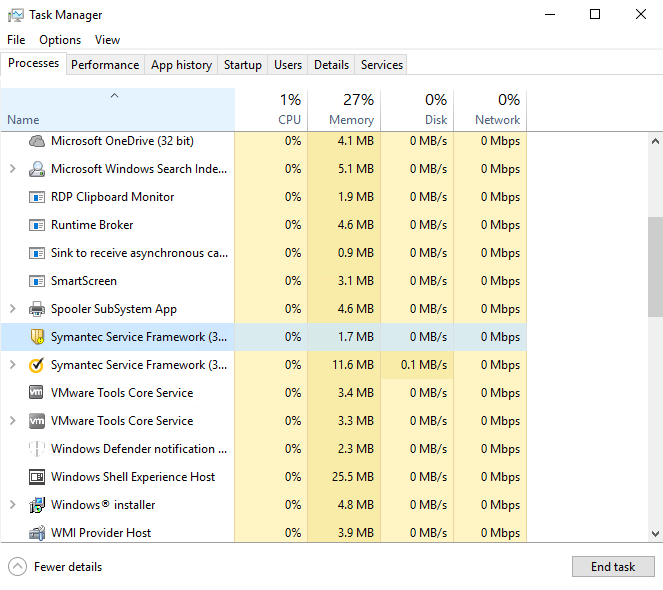 Task Manager
File Options View
Processes Performance App history Startup Users Details Services
1% 27% 0% 0%
Name CPU Memory Disk Network
Microsoft OneDrive (32 bit) 0% 4.1 MB 0 MB/s 0 Mbps
Microsoft Windows Search Inde... 0% 5.1 MB 0 MB/s 0 Mbps
RDP Clipboard Monitor 0% 1.9 MB 0 MB/s 0 Mbps
Runtime Broker 0% 4.6 MB 0 MB/s 0 Mbps
Sink to receive asynchronous ca... 0% 0.9 MB 0 MB/s 0 Mbps
SmartScreen 0% 3.1 MB 0 MB/s 0 Mbps
Spooler SubSystem App 0% 4.6 MB 0 MB/s 0 Mbps
Symantec Service Framework (3... 0% 1.7 MB 0 MB/s 0 Mbps
Symantec Service Framework (3... 0% 11.6 MB 0.1 MB/s 0 Mbps
VMware Tools Core Service 0% 3.4 MB 0 MB/s 0 Mbps
VMware Tools Core Service 0% 3.3 MB 0 MB/s 0 Mbps
Windows Defender notification ... 0% 2.3 MB 0 MB/s 0 Mbps
Windows Shell Experience Host 0% 25.5 MB 0 MB/s 0 Mbps
Windows® installer 0% 4.8 MB 0 MB/s 0 Mbps
WMI Provider Host 0% 3.9 MB 0 MB/s 0 Mbps
Fewer details End task